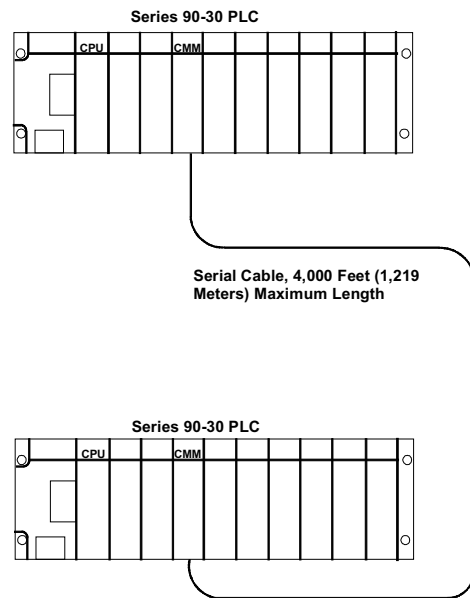 Series 90-30 PLC
CPU
CMM
Serial Cable, 4,000 Feet (1,219
Meters) Maximum Length
Series 90-30 PLC
CPU
CMM